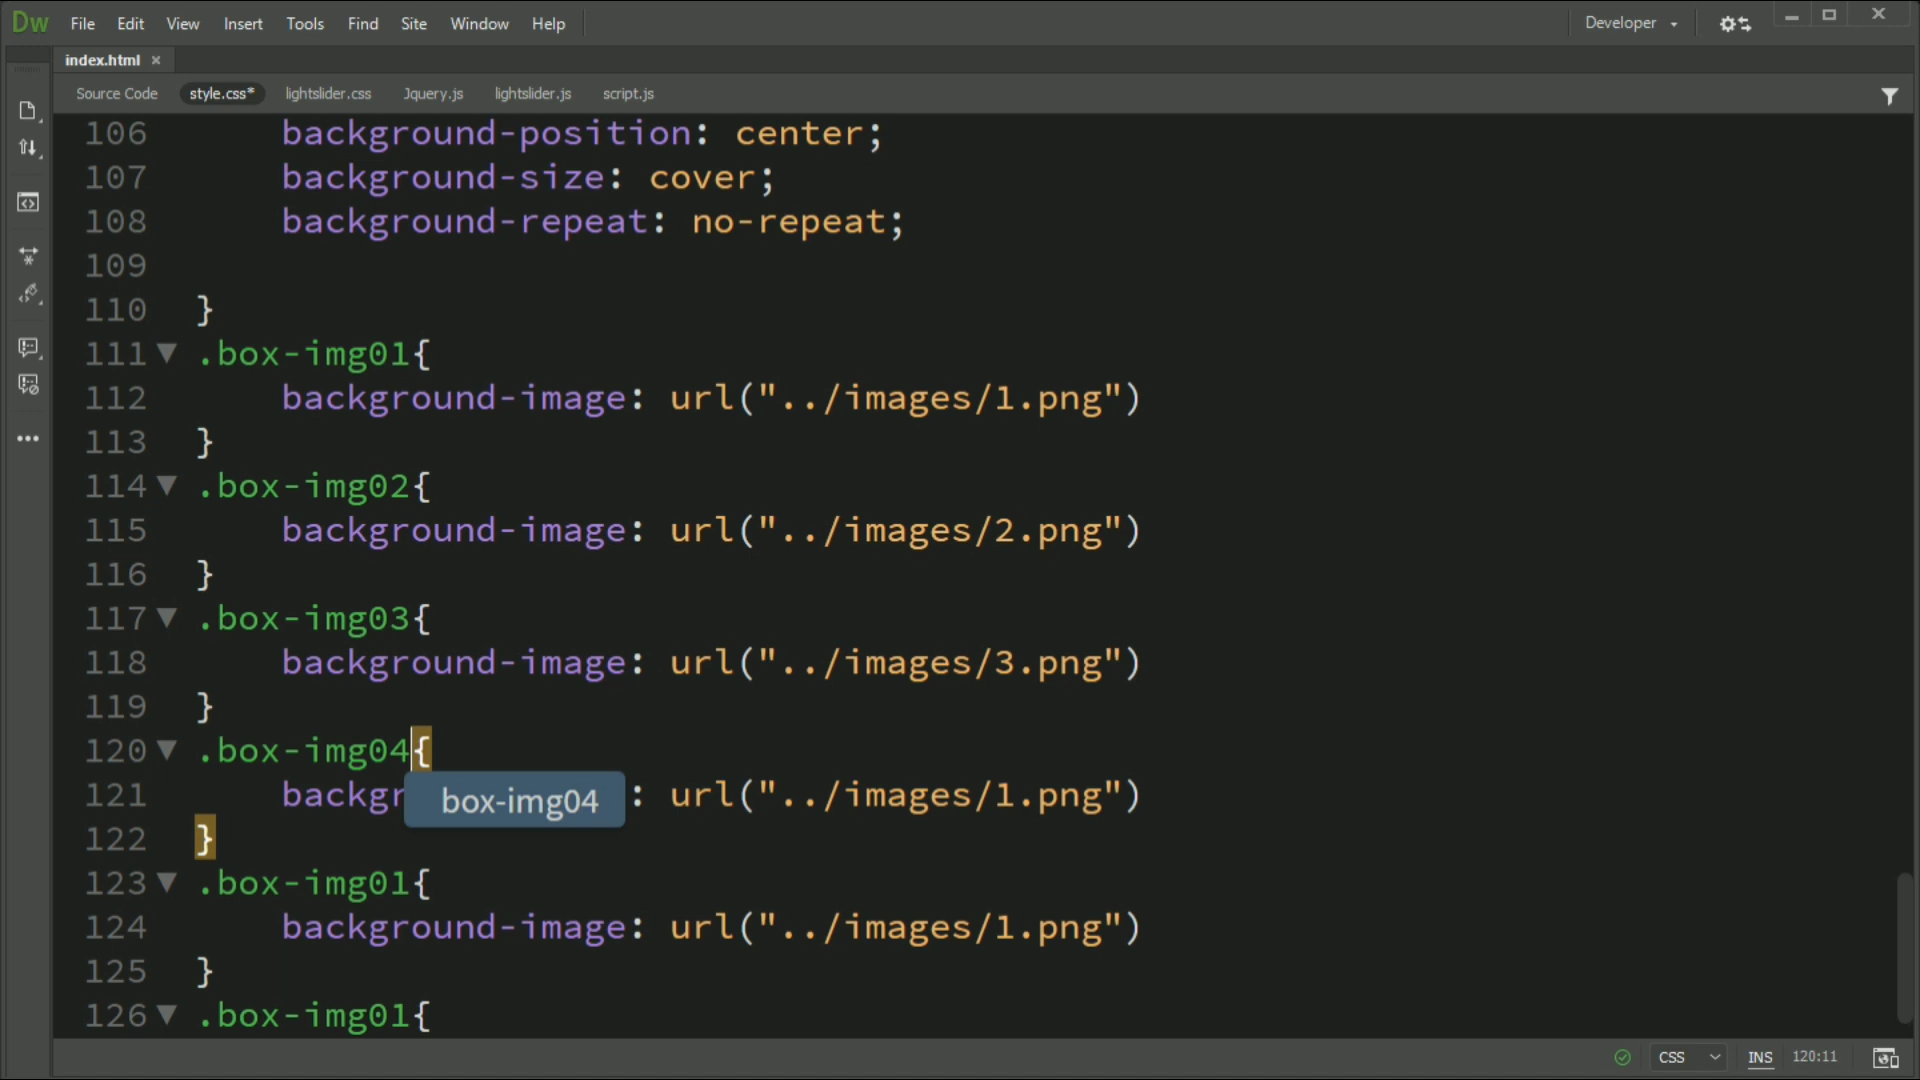 Dw File Edit View Insert Tools Find Site Window Help Developer
index.html ×
Source Code style.css* lightslider.css Jquery.js lightslider.js script.js
106 background-position: center;
107 background-size: cover;
108 background-repeat: no-repeat;
109
110 }
111 .box-img01{
112 background-image: url("../images/1.png")
113 }
114 .box-img02{
115 background-image: url("../images/2.png")
116 }
117 .box-img03{
118 background-image: url("../images/3.png")
119 }
120 .box-img04{
121 backgr : url("../images/1.png")
box-img04
122 }
123 .box-img01{
124 background-image: url("../images/1.png")
125 }
126 .box-img01{
CSS INS 120:11